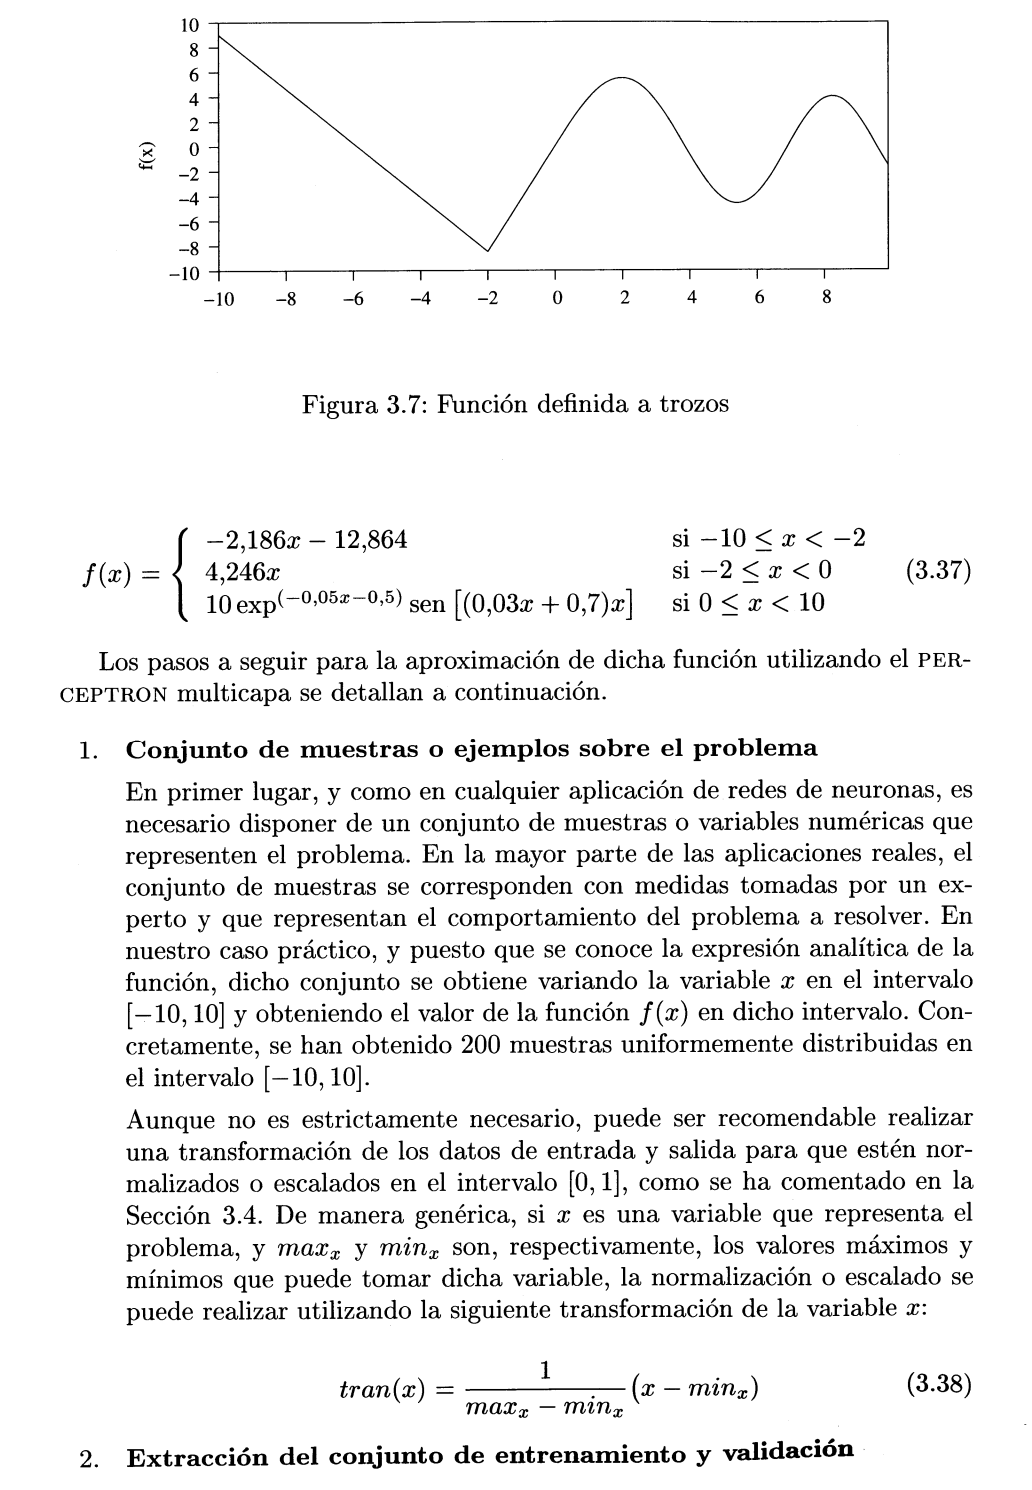 10
8
6
4
2
0
−2
−4
−6
−8
−10
f(x)
−10 −8 −6 −4 −2 0 2 4 6 8
Figura 3.7: Función definida a trozos
−2,186x − 12,864 si −10 ≤ x < −2
f(x) = { 4,246x si −2 ≤ x < 0 (3.37)
10 exp^(−0,05x−0,5) sen [(0,03x + 0,7)x] si 0 ≤ x < 10
Los pasos a seguir para la aproximación de dicha función utilizando el PER-
CEPTRON multicapa se detallan a continuación.
1. Conjunto de muestras o ejemplos sobre el problema
En primer lugar, y como en cualquier aplicación de redes de neuronas, es
necesario disponer de un conjunto de muestras o variables numéricas que
representen el problema. En la mayor parte de las aplicaciones reales, el
conjunto de muestras se corresponden con medidas tomadas por un ex-
perto y que representan el comportamiento del problema a resolver. En
nuestro caso práctico, y puesto que se conoce la expresión analítica de la
función, dicho conjunto se obtiene variando la variable x en el intervalo
[−10, 10] y obteniendo el valor de la función f(x) en dicho intervalo. Con-
cretamente, se han obtenido 200 muestras uniformemente distribuidas en
el intervalo [−10, 10].
Aunque no es estrictamente necesario, puede ser recomendable realizar
una transformación de los datos de entrada y salida para que estén nor-
malizados o escalados en el intervalo [0, 1], como se ha comentado en la
Sección 3.4. De manera genérica, si x es una variable que representa el
problema, y max_x y min_x son, respectivamente, los valores máximos y
mínimos que puede tomar dicha variable, la normalización o escalado se
puede realizar utilizando la siguiente transformación de la variable x:
tran(x) = 1 / (max_x − min_x) (x − min_x) (3.38)
2. Extracción del conjunto de entrenamiento y validación